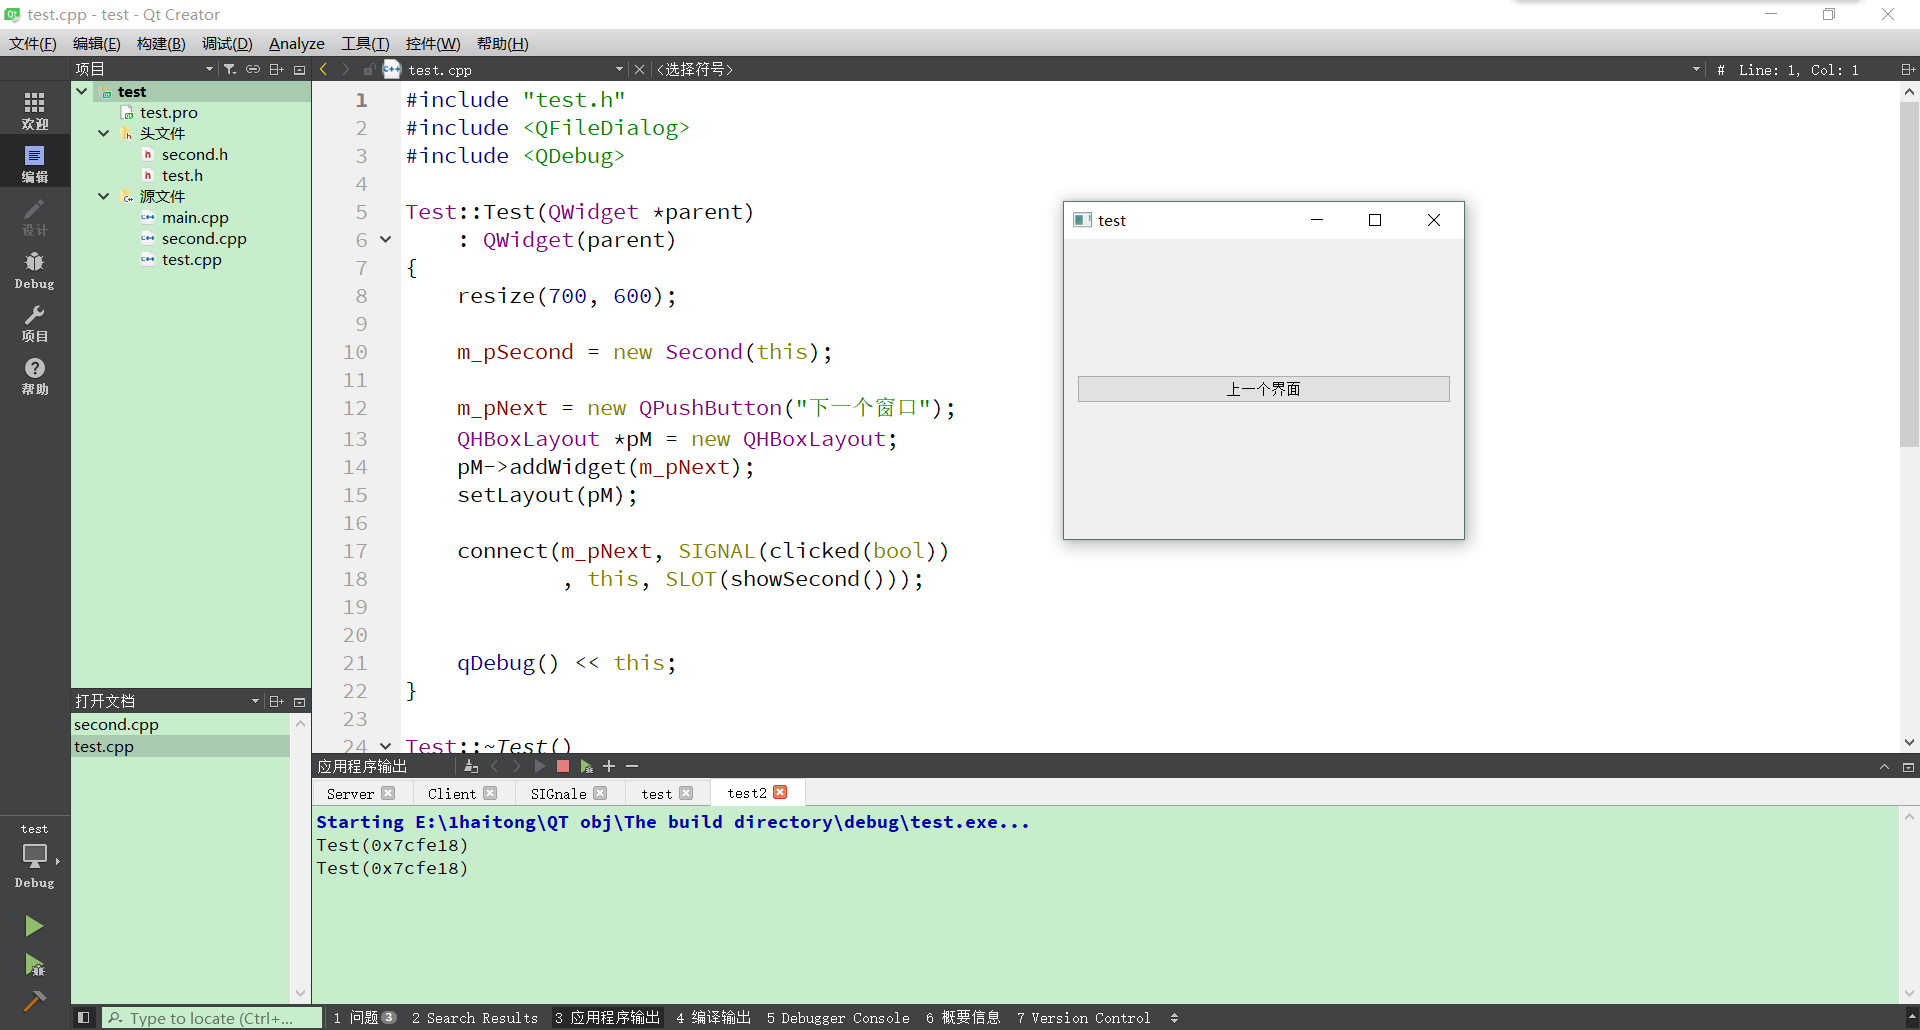 test.cpp - test - Qt Creator
文件(F) 编辑(E) 构建(B) 调试(D) Analyze 工具(T) 控件(W) 帮助(H)
项目
test.cpp
<选择符号>
# Line: 1, Col: 1
欢迎
编辑
设计
Debug
项目
帮助
test
Debug
test
test.pro
头文件
second.h
test.h
源文件
main.cpp
second.cpp
test.cpp
打开文档
second.cpp
test.cpp
1 #include "test.h"
2 #include <QFileDialog>
3 #include <QDebug>
4
5 Test::Test(QWidget *parent)
6     : QWidget(parent)
7 {
8     resize(700, 600);
9
10     m_pSecond = new Second(this);
11
12     m_pNext = new QPushButton("下一个窗口");
13     QHBoxLayout *pM = new QHBoxLayout;
14     pM->addWidget(m_pNext);
15     setLayout(pM);
16
17     connect(m_pNext, SIGNAL(clicked(bool))
18             , this, SLOT(showSecond()));
19
20
21     qDebug() << this;
22 }
23
24 Test::~Test()
test
上一个界面
应用程序输出
Server Client SIGnale test test2
Starting E:\1haitong\QT obj\The build directory\debug\test.exe...
Test(0x7cfe18)
Test(0x7cfe18)
Type to locate (Ctrl+...
1 问题 3 2 Search Results 3 应用程序输出 4 编译输出 5 Debugger Console 6 概要信息 7 Version Control